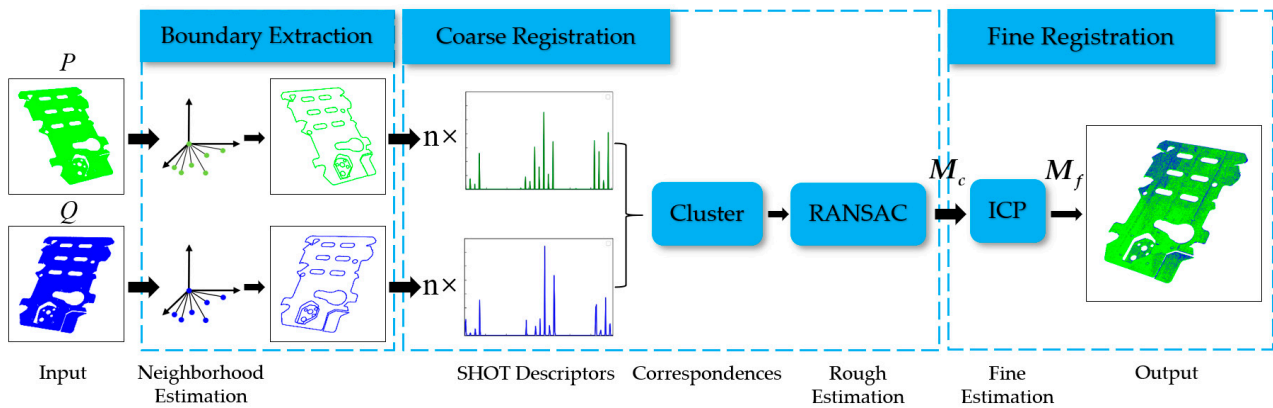 Boundary Extraction
Coarse Registration
Fine Registration
P
Q
n×
n×
Cluster
RANSAC
M_c
ICP
M_f
Input
Neighborhood
Estimation
SHOT Descriptors
Correspondences
Rough
Estimation
Fine
Estimation
Output